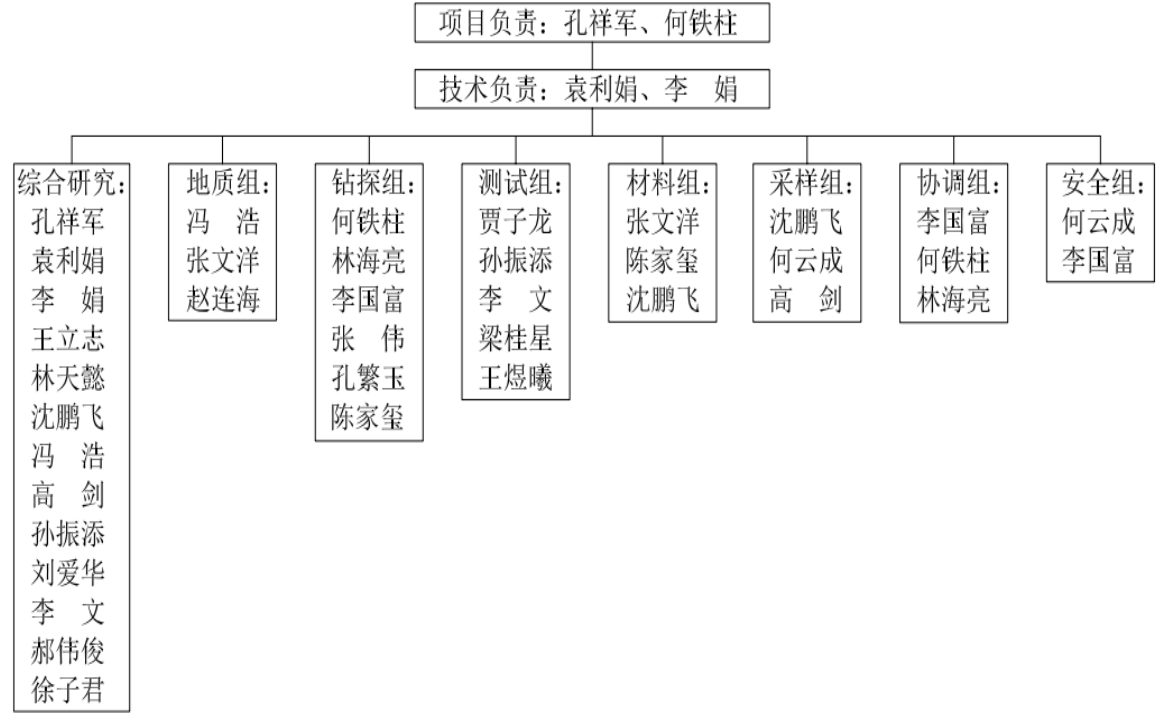 项目负责：孔祥军、何铁柱
技术负责：袁利娟、李　娟
综合研究：
孔祥军
袁利娟
李　娟
王立志
林天懿
沈鹏飞
冯　浩
高　剑
孙振添
刘爱华
李　文
郝伟俊
徐子君
地质组：
冯　浩
张文洋
赵连海
钻探组：
何铁柱
林海亮
李国富
张　伟
孔繁玉
陈家玺
测试组：
贾子龙
孙振添
李　文
梁桂星
王煜曦
材料组：
张文洋
陈家玺
沈鹏飞
采样组：
沈鹏飞
何云成
高　剑
协调组：
李国富
何铁柱
林海亮
安全组：
何云成
李国富